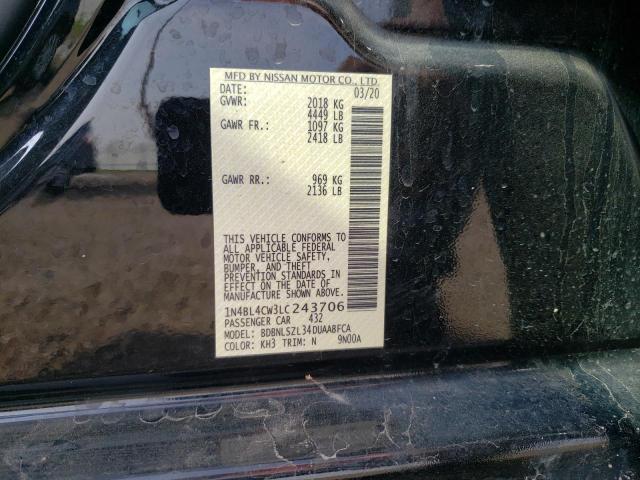 MFD BY NISSAN MOTOR CO., LTD.
DATE: 03/20
GVWR: 2018 KG
4449 LB
GAWR FR.: 1097 KG
2418 LB
GAWR RR.: 969 KG
2136 LB
THIS VEHICLE CONFORMS TO
ALL APPLICABLE FEDERAL
MOTOR VEHICLE SAFETY,
BUMPER, AND THEFT
PREVENTION STANDARDS IN
EFFECT ON THE DATE OF
MANUFACTURE SHOWN ABOVE.
1N4BL4CW3LC243706
PASSENGER CAR 432
MODEL: BDBNLSZL34DUAABFCA
COLOR: KH3 TRIM: N 9N00A